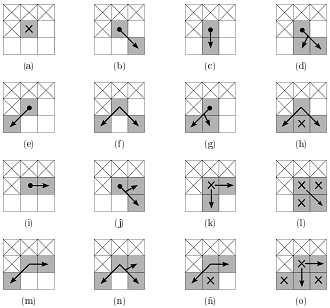 (a) (b) (c) (d)
(e) (f) (g) (h)
(i) (j) (k) (l)
(m) (n) (ñ) (o)